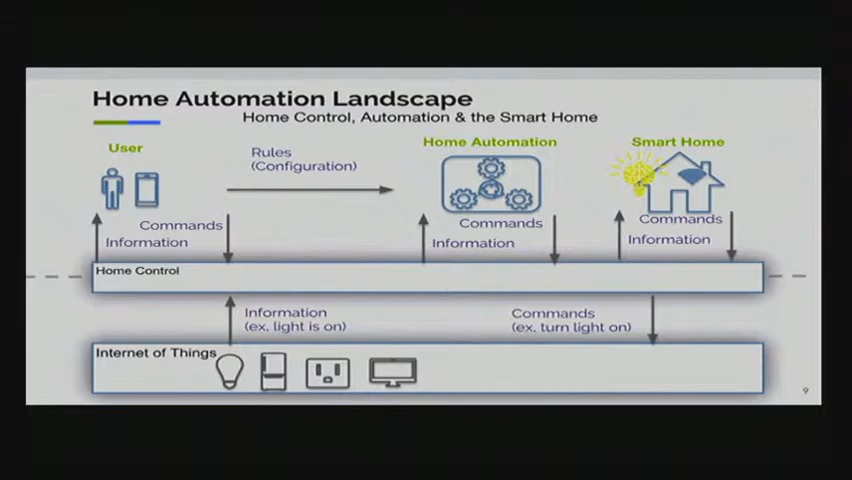 Home Automation Landscape
Home Control, Automation & the Smart Home
User
Rules
(Configuration)
Home Automation
Smart Home
Commands
Information
Commands
Information
Commands
Information
Home Control
Information
(ex, light is on)
Commands
(ex, turn light on)
Internet of Things
9